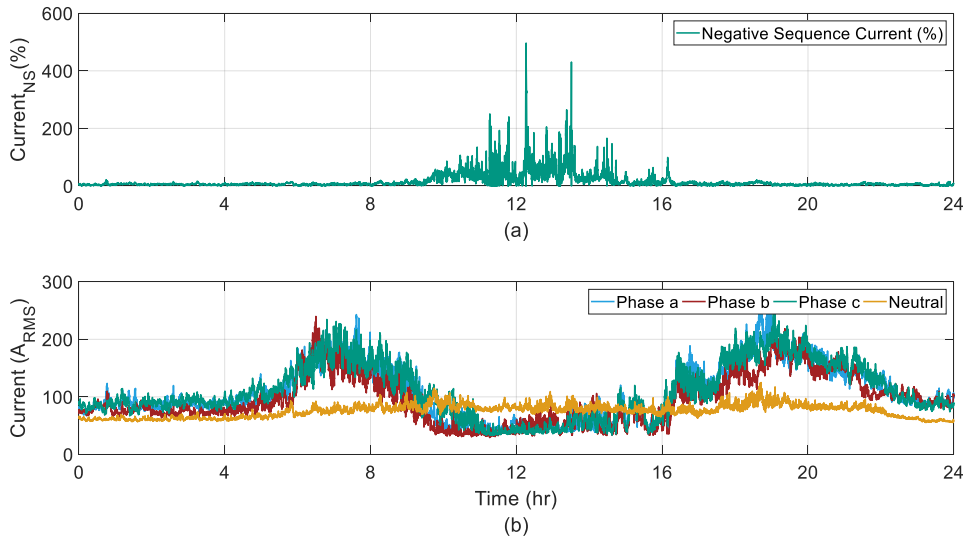 600
400
200
0
Current_NS(%)
Negative Sequence Current (%)
0 4 8 12 16 20 24
(a)
300
200
100
0
Current (A_RMS)
Phase a Phase b Phase c Neutral
0 4 8 12 16 20 24
Time (hr)
(b)